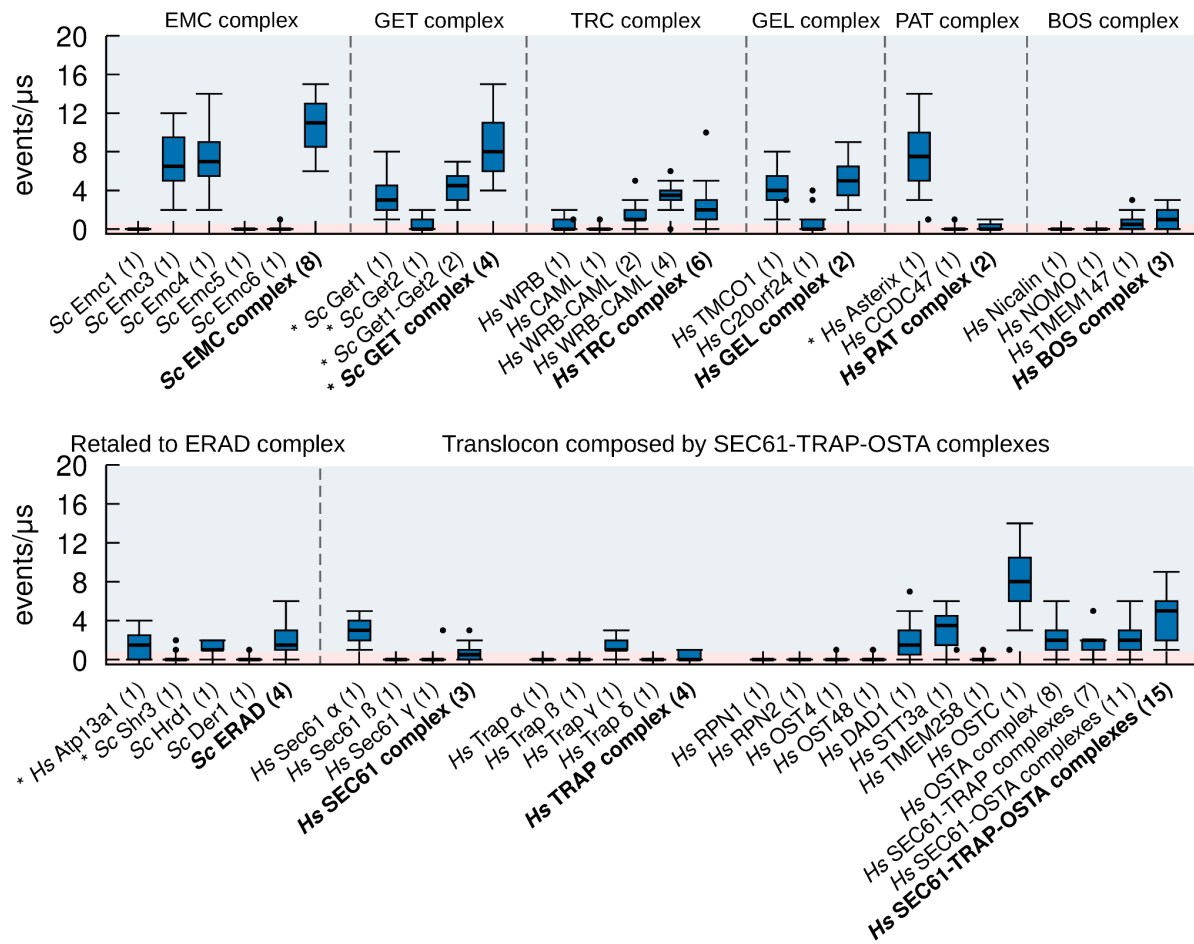 EMC complex GET complex TRC complex GEL complex PAT complex BOS complex
20
16
12
8
4
0
events/µs
Sc Emc1 (1)
Sc Emc3 (1)
Sc Emc4 (1)
Sc Emc5 (1)
Sc Emc6 (1)
Sc EMC complex (8)
* Sc Get1 (1)
* Sc Get2 (1)
* Sc Get1-Get2 (2)
* Sc GET complex (4)
Hs WRB (1)
Hs CAML (1)
Hs WRB-CAML (2)
Hs WRB-CAML (4)
Hs TRC complex (6)
Hs TMCO1 (1)
Hs C20orf24 (1)
Hs GEL complex (2)
* Hs Asterix (1)
Hs CCDC47 (1)
Hs PAT complex (2)
Hs Nicalin (1)
Hs NOMO (1)
Hs TMEM147 (1)
Hs BOS complex (3)
Retaled to ERAD complex Translocon composed by SEC61-TRAP-OSTA complexes
20
16
12
8
4
0
events/µs
* Hs Atp13a1 (1)
* Sc Shr3 (1)
Sc Hrd1 (1)
Sc Der1 (1)
Sc ERAD (4)
Hs Sec61 α (1)
Hs Sec61 ß (1)
Hs Sec61 γ (1)
Hs SEC61 complex (3)
Hs Trap α (1)
Hs Trap β (1)
Hs Trap γ (1)
Hs Trap δ (1)
Hs TRAP complex (4)
Hs RPN1 (1)
Hs RPN2 (1)
Hs OST4 (1)
Hs OST48 (1)
Hs DAD1 (1)
Hs STT3a (1)
Hs TMEM258 (1)
Hs OSTC (1)
Hs OSTA complex (8)
Hs SEC61-TRAP complexes (7)
Hs SEC61-OSTA complexes (11)
Hs SEC61-TRAP-OSTA complexes (15)